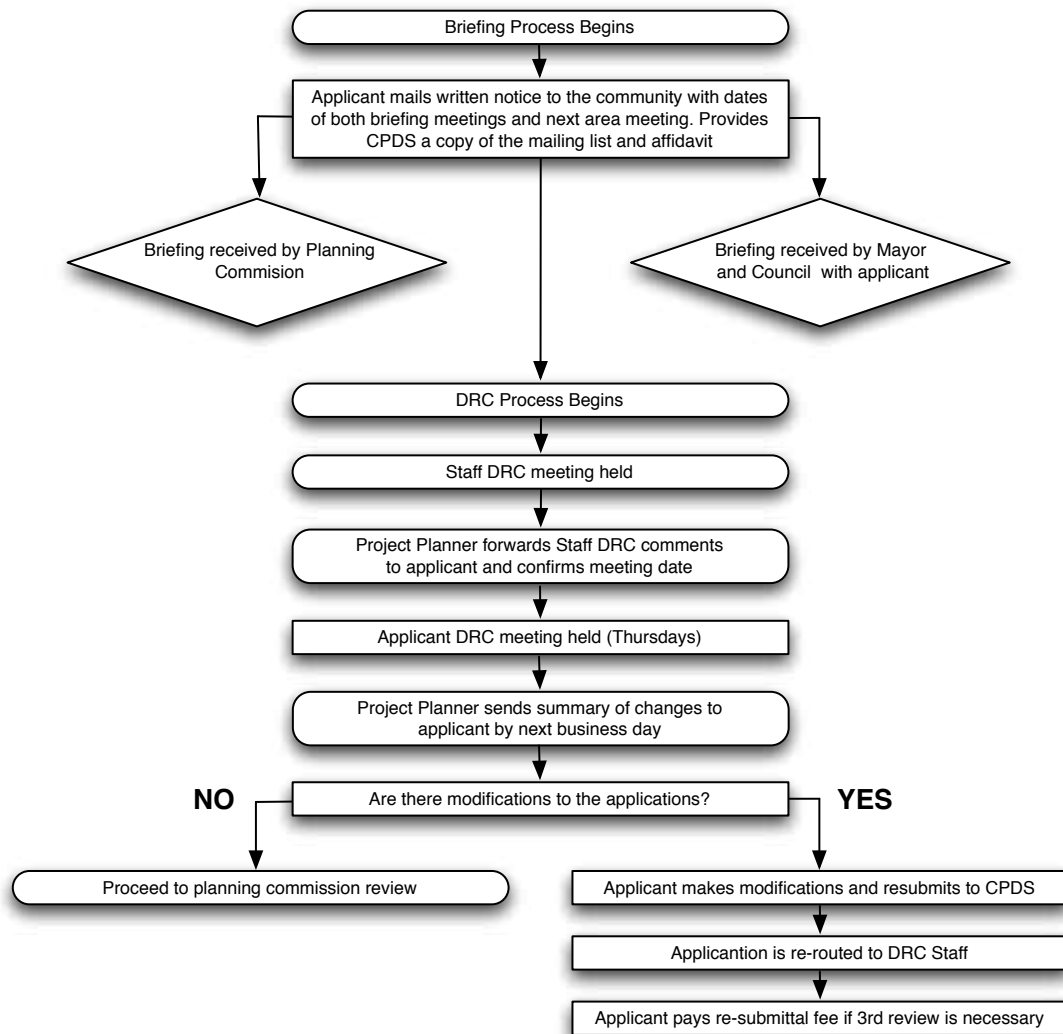 Briefing Process Begins
Applicant mails written notice to the community with dates
of both briefing meetings and next area meeting. Provides
CPDS a copy of the mailing list and affidavit
Briefing received by Planning
Commision
Briefing received by Mayor
and Council with applicant
DRC Process Begins
Staff DRC meeting held
Project Planner forwards Staff DRC comments
to applicant and confirms meeting date
Applicant DRC meeting held (Thursdays)
Project Planner sends summary of changes to
applicant by next business day
NO
Are there modifications to the applications?
YES
Proceed to planning commission review
Applicant makes modifications and resubmits to CPDS
Applicantion is re-routed to DRC Staff
Applicant pays re-submittal fee if 3rd review is necessary